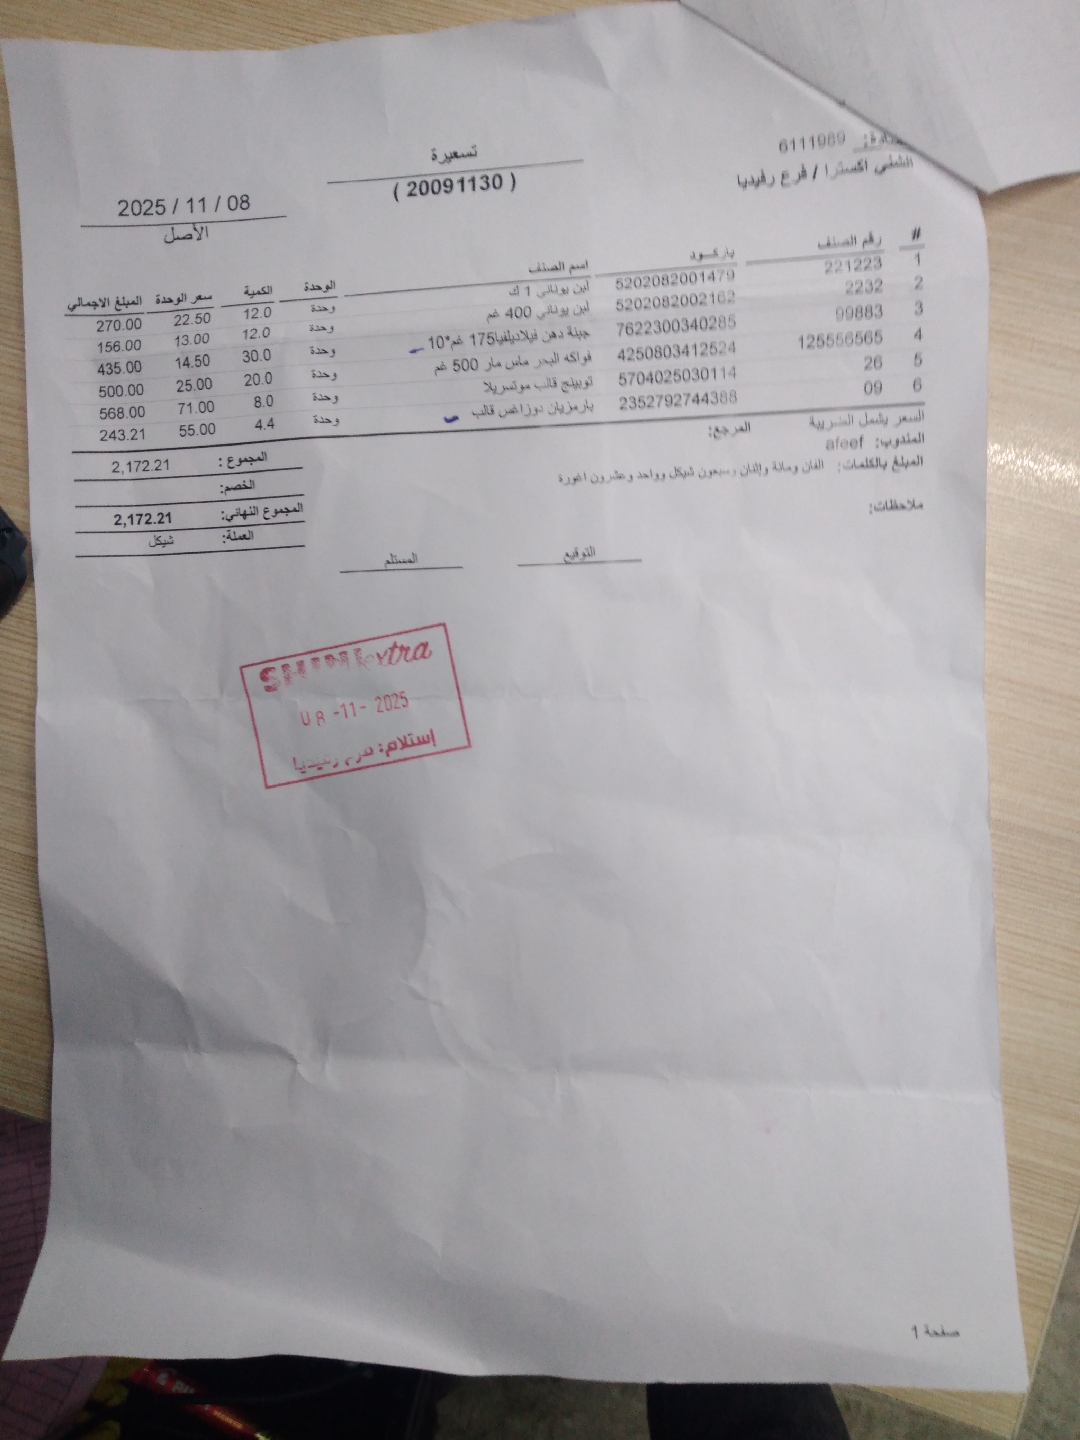 6111989
الشني اكسترا / فرع رفيديا
تسعيرة
( 20091130 )
2025 / 11 / 08
الأصل
# رقم الصنف باركود اسم الصنف الوحدة الكمية سعر الوحدة المبلغ الاجمالي
1 221223 5202082001479 لبن يوناني 1 ك وحدة 12.0 22.50 270.00
2 2232 5202082002162 لبن يوناني 400 غم وحدة 12.0 13.00 156.00
3 99883 7622300340285 جبنة دهن فيلاديلفيا175 غم*10 وحدة 30.0 14.50 435.00
4 125556565 4250803412524 فواكه البحر ماس مار 500 غم وحدة 20.0 25.00 500.00
5 26 5704025030114 توبينج قالب موتسريلا وحدة 8.0 71.00 568.00
6 09 2352792744388 بارمزيان دوزاغس قالب وحدة 4.4 55.00 243.21
السعر يشمل الضريبة المرجع:
المندوب: afeef
المبلغ بالكلمات: الفان ومائة وإثنان وسبعون شيكل وواحد وعشرون اغورة
ملاحظات:
المجموع : 2,172.21
الخصم:
المجموع النهائي: 2,172.21
العملة: شيكل
التوقيع المستلم
extra
08 -11- 2025
إستلام: فرع رفيديا
صفحة 1